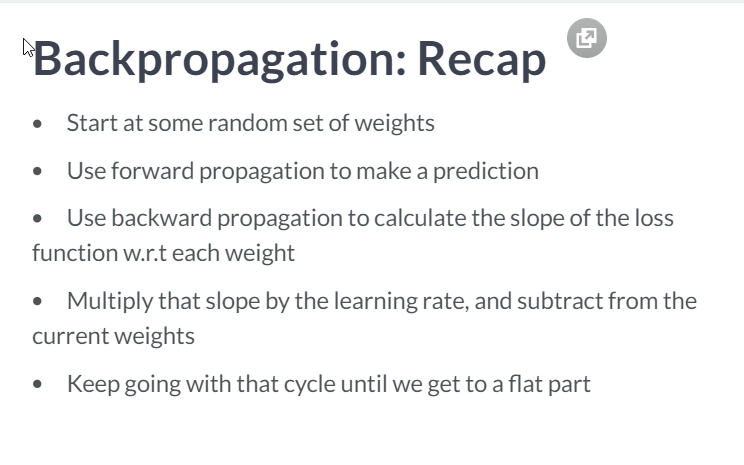 Backpropagation: Recap
• Start at some random set of weights
• Use forward propagation to make a prediction
• Use backward propagation to calculate the slope of the loss
function w.r.t each weight
• Multiply that slope by the learning rate, and subtract from the
current weights
• Keep going with that cycle until we get to a flat part